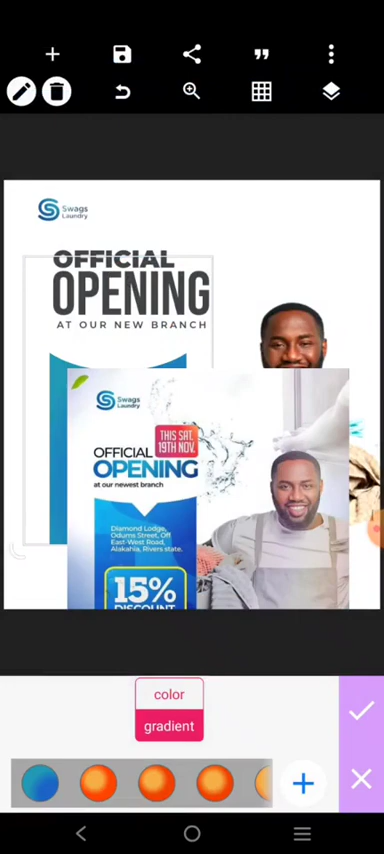 Swags
Laundry
OFFICIAL
OPENING
AT OUR NEW BRANCH
Swags
Laundry
THIS SAT.
19TH NOV.
OFFICIAL
OPENING
at our newest branch
Diamond Lodge,
Odums Street, Off
East-West Road,
Alakahia, Rivers state.
15%
DISCOUNT
color
gradient